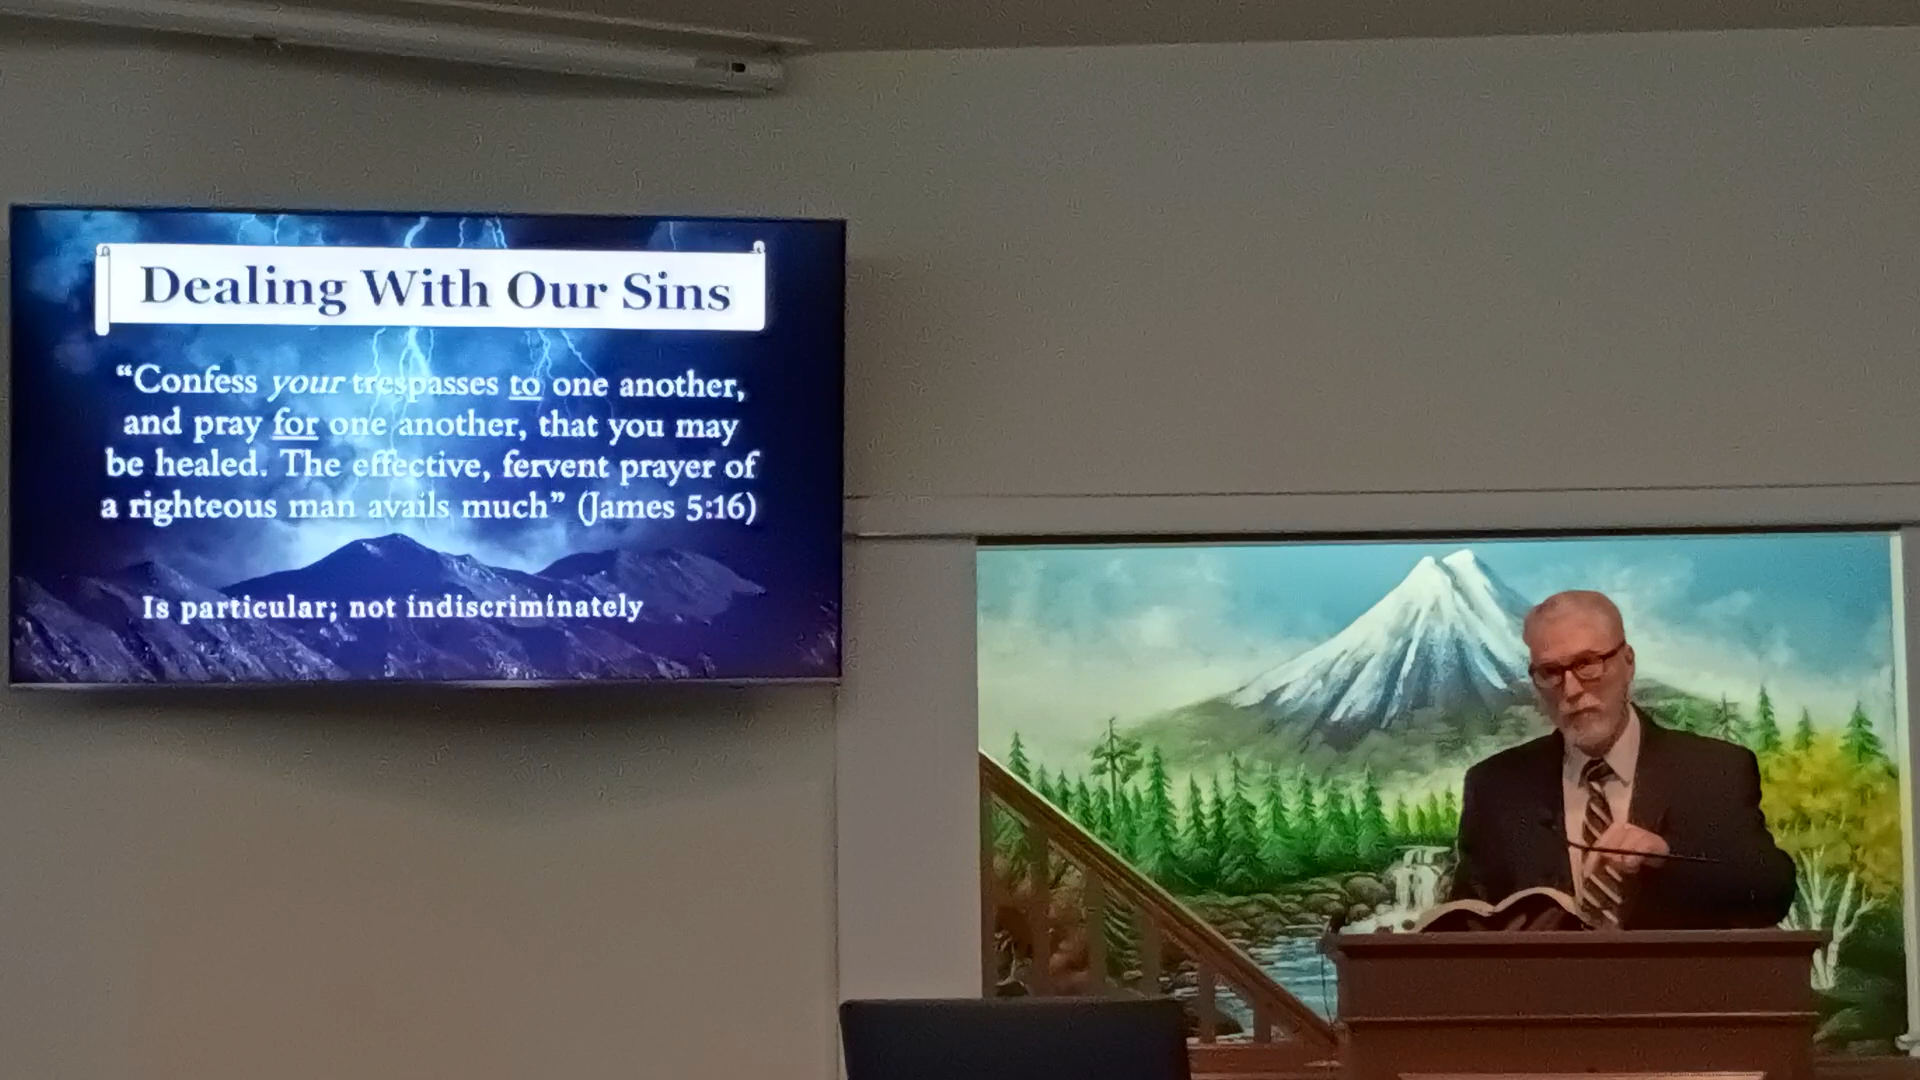 Dealing With Our Sins
“Confess your trespasses to one another,
and pray for one another, that you may
be healed. The effective, fervent prayer of
a righteous man avails much” (James 5:16)
Is particular; not indiscriminately